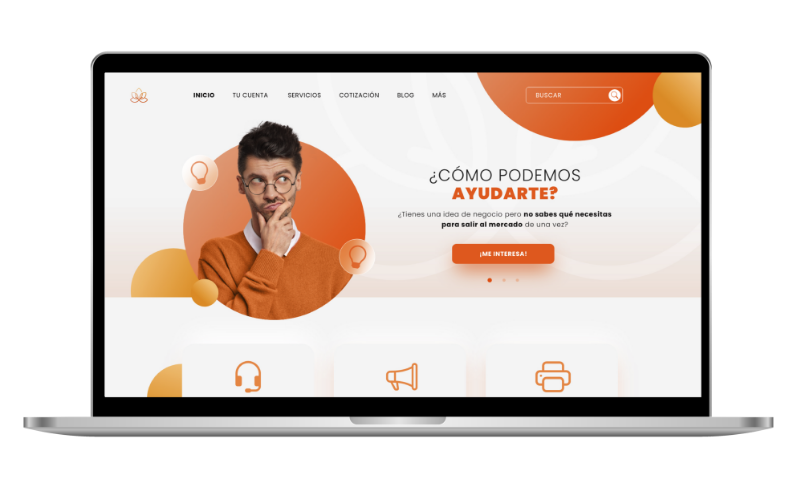 INICIO TU CUENTA SERVICIOS COTIZACIÓN BLOG MÁS BUSCAR
¿CÓMO PODEMOS
AYUDARTE?
¿Tienes una idea de negocio pero no sabes qué necesitas
para salir al mercado de una vez?
¡ME INTERESA!